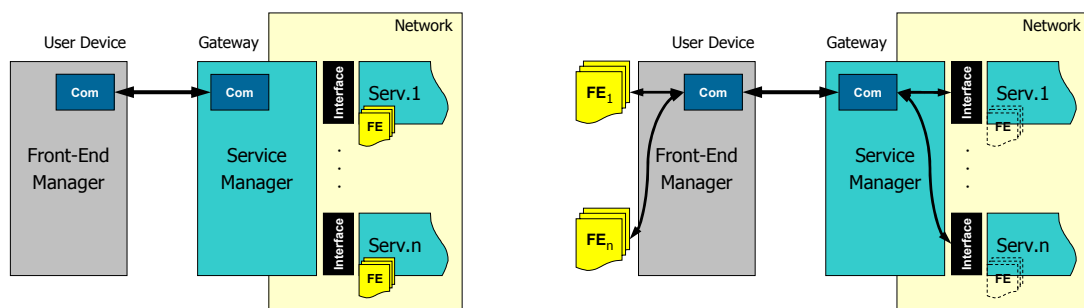 Network
User Device
Gateway
Com
Com
Interface
Serv.1
FE
Front-End
Manager
Service
Manager
.
.
.
Interface
Serv.n
FE
Network
User Device
Gateway
FE1
Com
Com
Interface
Serv.1
FE
Front-End
Manager
Service
Manager
.
.
.
FEn
Interface
Serv.n
FE